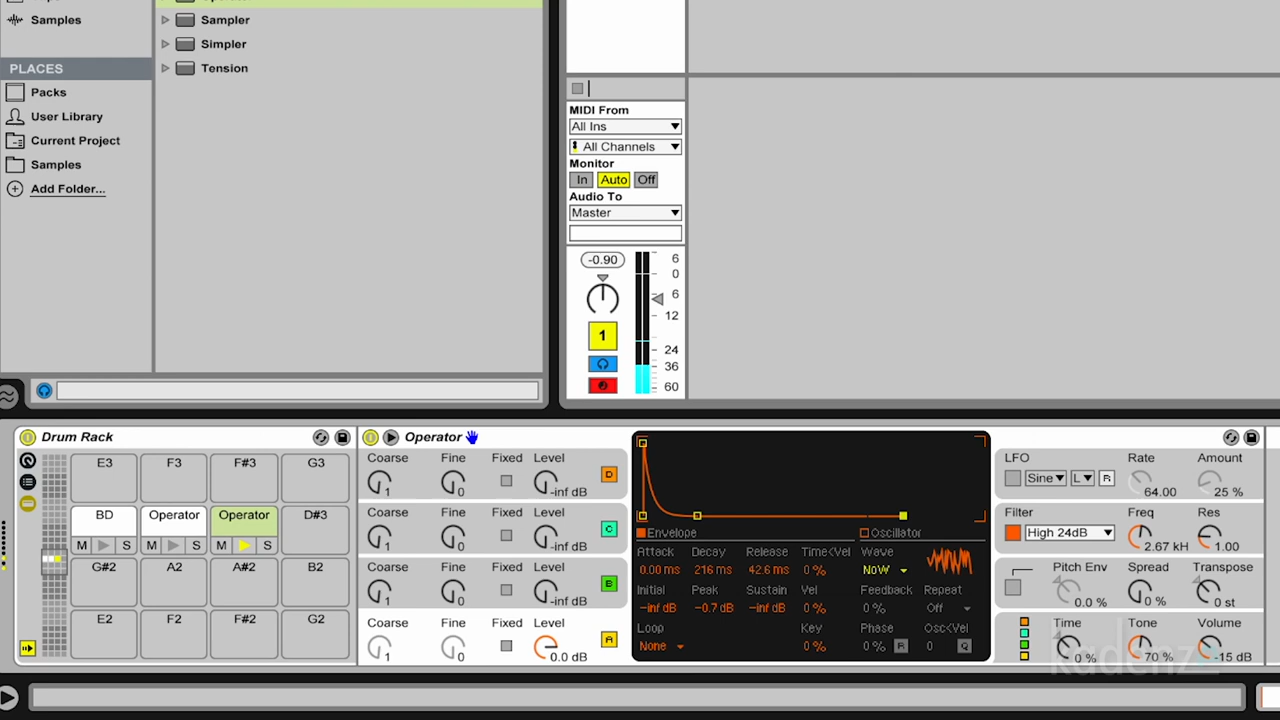 Samples
Sampler
Simpler
Tension
PLACES
Packs
User Library
Current Project
Samples
Add Folder...
MIDI From
All Ins
All Channels
Monitor
In Auto Off
Audio To
Master
-0.90
6
0
6
12
24
36
60
1
Drum Rack
E3 F3 F#3 G3
BD Operator Operator D#3
M S M S M S
G#2 A2 A#2 B2
E2 F2 F#2 G2
Operator
Coarse Fine Fixed Level
1 0 -inf dB D
Coarse Fine Fixed Level
1 0 -inf dB C
Coarse Fine Fixed Level
1 0 -inf dB B
Coarse Fine Fixed Level
1 0 0.0 dB A
Envelope Oscillator
Attack Decay Release Time<Vel Wave
0.00 ms 216 ms 42.6 ms 0 % NoW
Initial Peak Sustain Vel Feedback Repeat
-inf dB -0.7 dB -inf dB 0 % 0 % Off
Loop Key Phase Osc<Vel
None 0 % 0 % R 0 Q
LFO Rate Amount
Sine L R 64.00 25 %
Filter Freq Res
High 24dB 2.67 kH 1.00
Pitch Env Spread Transpose
0.0 % 0 % 0 st
Time Tone Volume
0 % 70 % -15 dB
kadenze